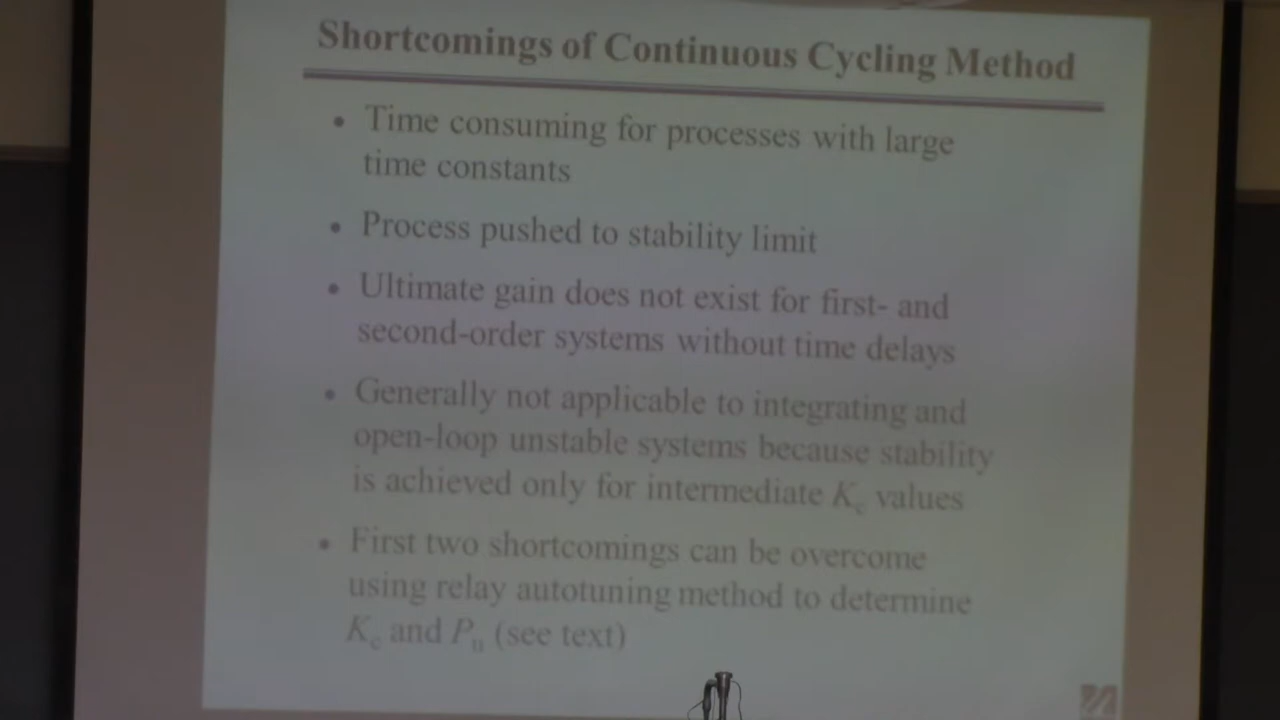 Shortcomings of Continuous Cycling Method
• Time consuming for processes with large
time constants
• Process pushed to stability limit
• Ultimate gain does not exist for first- and
second-order systems without time delays
• Generally not applicable to integrating and
open-loop unstable systems because stability
is achieved only for intermediate Kc values
• First two shortcomings can be overcome
using relay autotuning method to determine
Kc and Pu (see text)